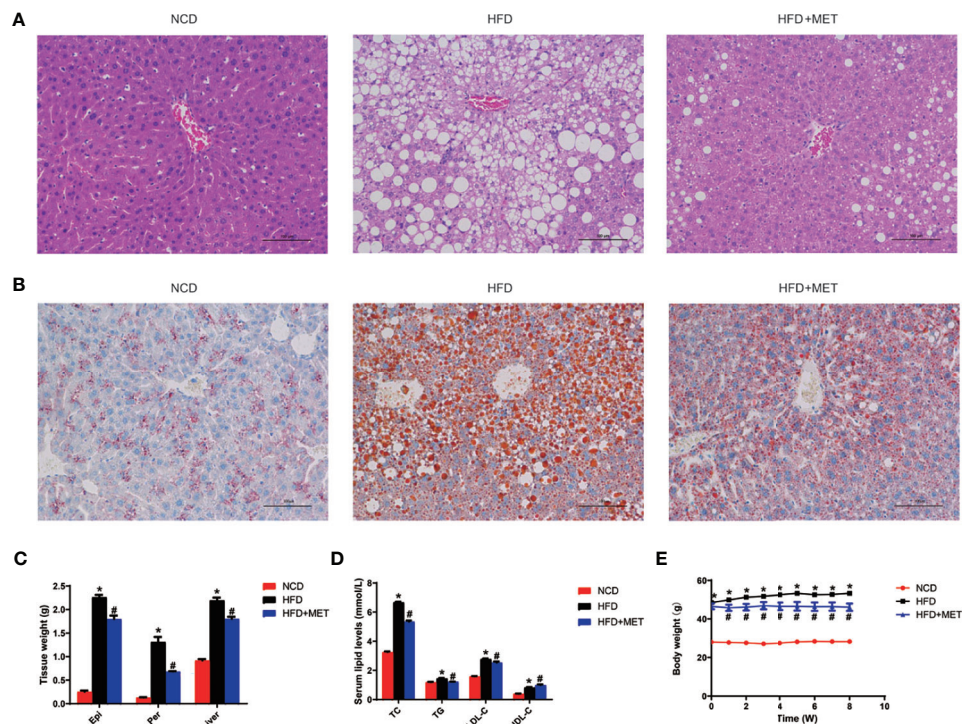 A
NCD
HFD
HFD+MET
B
NCD
HFD
HFD+MET
C
Tissue weight (g)
2.5
2.0
1.5
1.0
0.5
0.0
*
#
*
#
*
#
Epi
Per
iver
NCD
HFD
HFD+MET
D
Serum lipid levels (mmol/L)
8
6
4
2
0
*
#
*
#
*
#
*
#
TC
TG
DL-C
HDL-C
NCD
HFD
HFD+MET
E
Body weight (g)
60
40
20
0
* * * * * * * * *
# # # # # # # #
0 2 4 6 8 10
Time (W)
NCD
HFD
HFD+MET